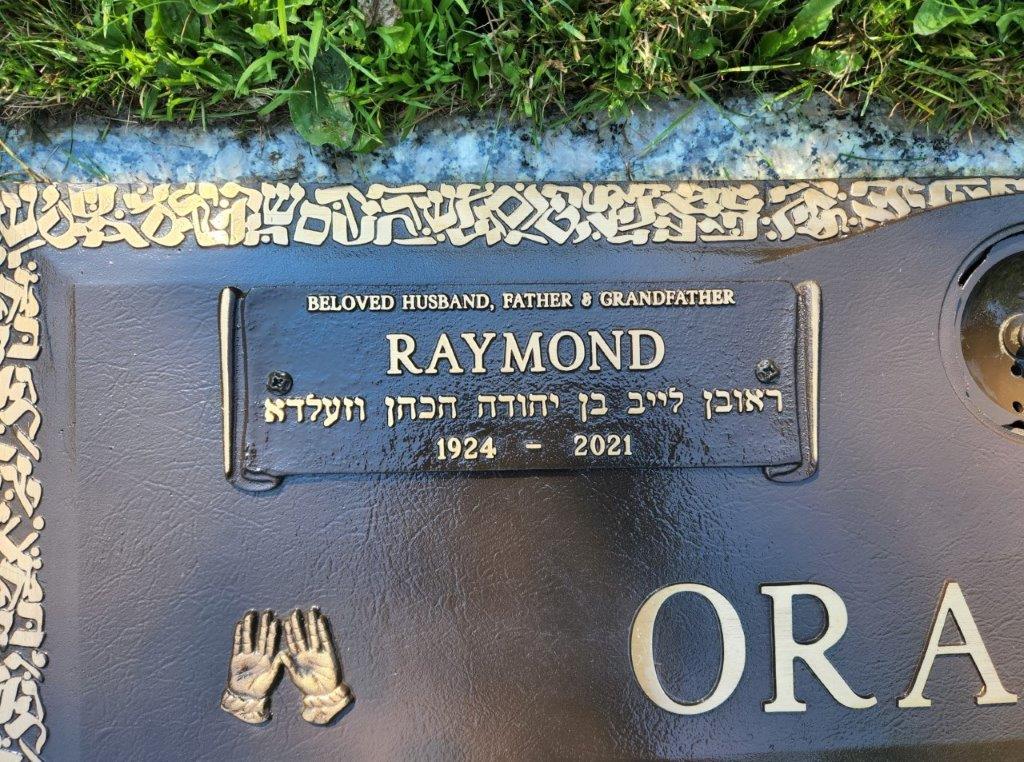 BELOVED HUSBAND, FATHER & GRANDFATHER
RAYMOND
ראובן לייב בן יהודה הכהן וזעלדא
1924 - 2021
ORA